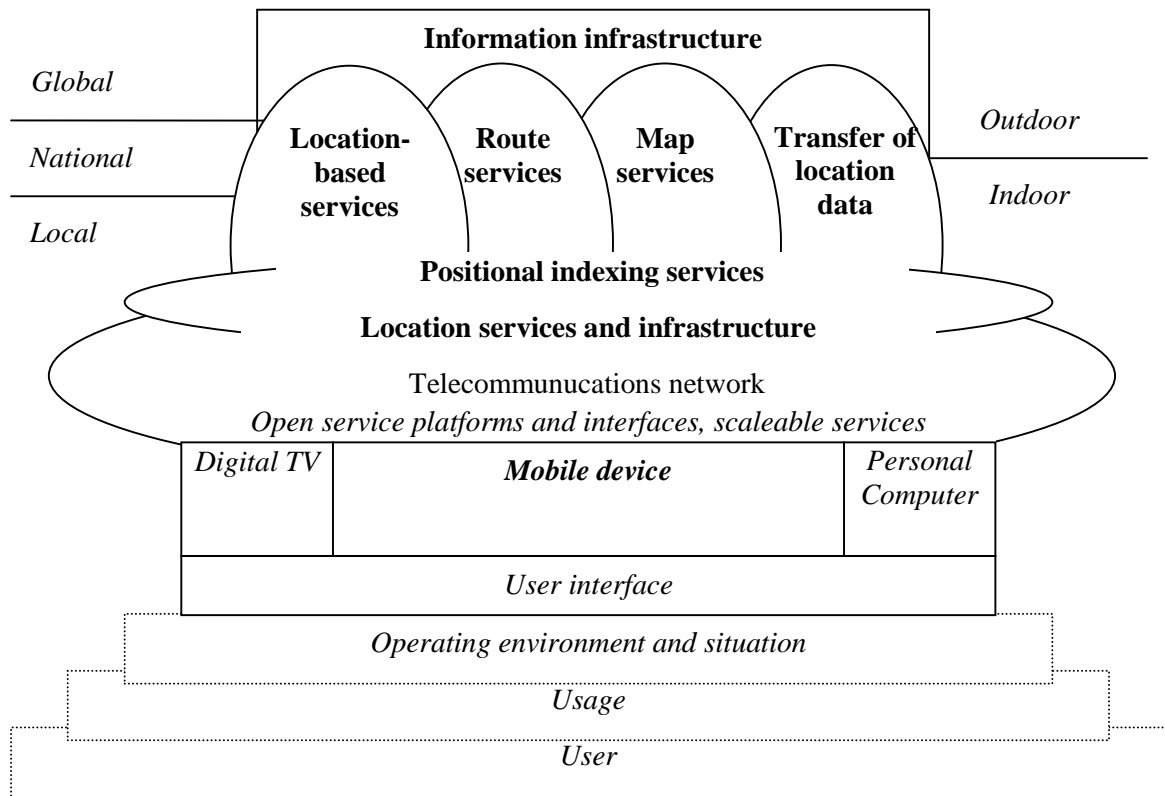 Information infrastructure
Global
National
Local
Location-
based
services
Route
services
Map
services
Transfer of
location
data
Outdoor
Indoor
Positional indexing services
Location services and infrastructure
Telecommunucations network
Open service platforms and interfaces, scaleable services
Digital TV
Mobile device
Personal
Computer
User interface
Operating environment and situation
Usage
User